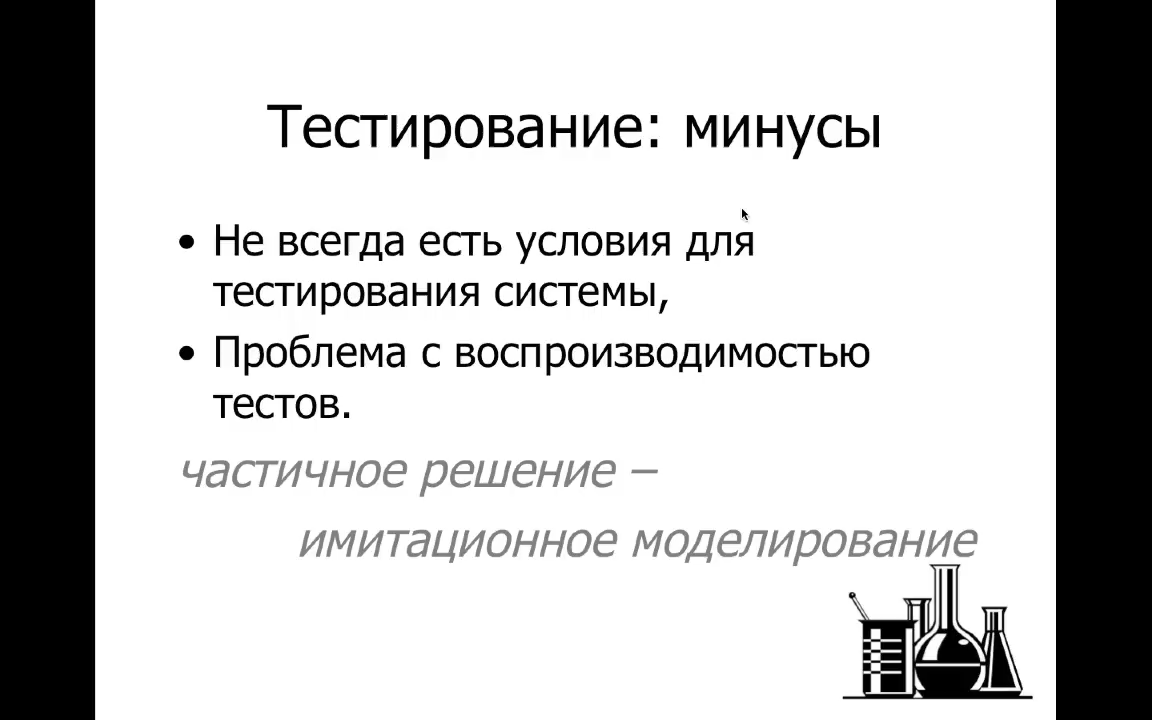 Тестирование: минусы
• Не всегда есть условия для
тестирования системы,
• Проблема с воспроизводимостью
тестов.
частичное решение –
имитационное моделирование